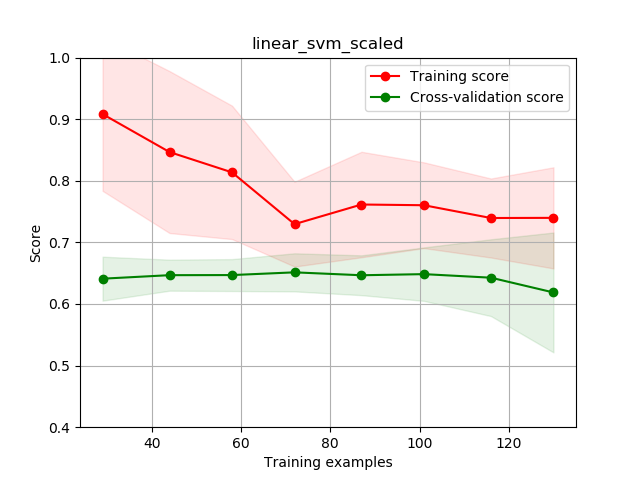 linear_svm_scaled
Training score
Cross-validation score
1.0
0.9
0.8
0.7
0.6
0.5
0.4
Score
40 60 80 100 120
Training examples